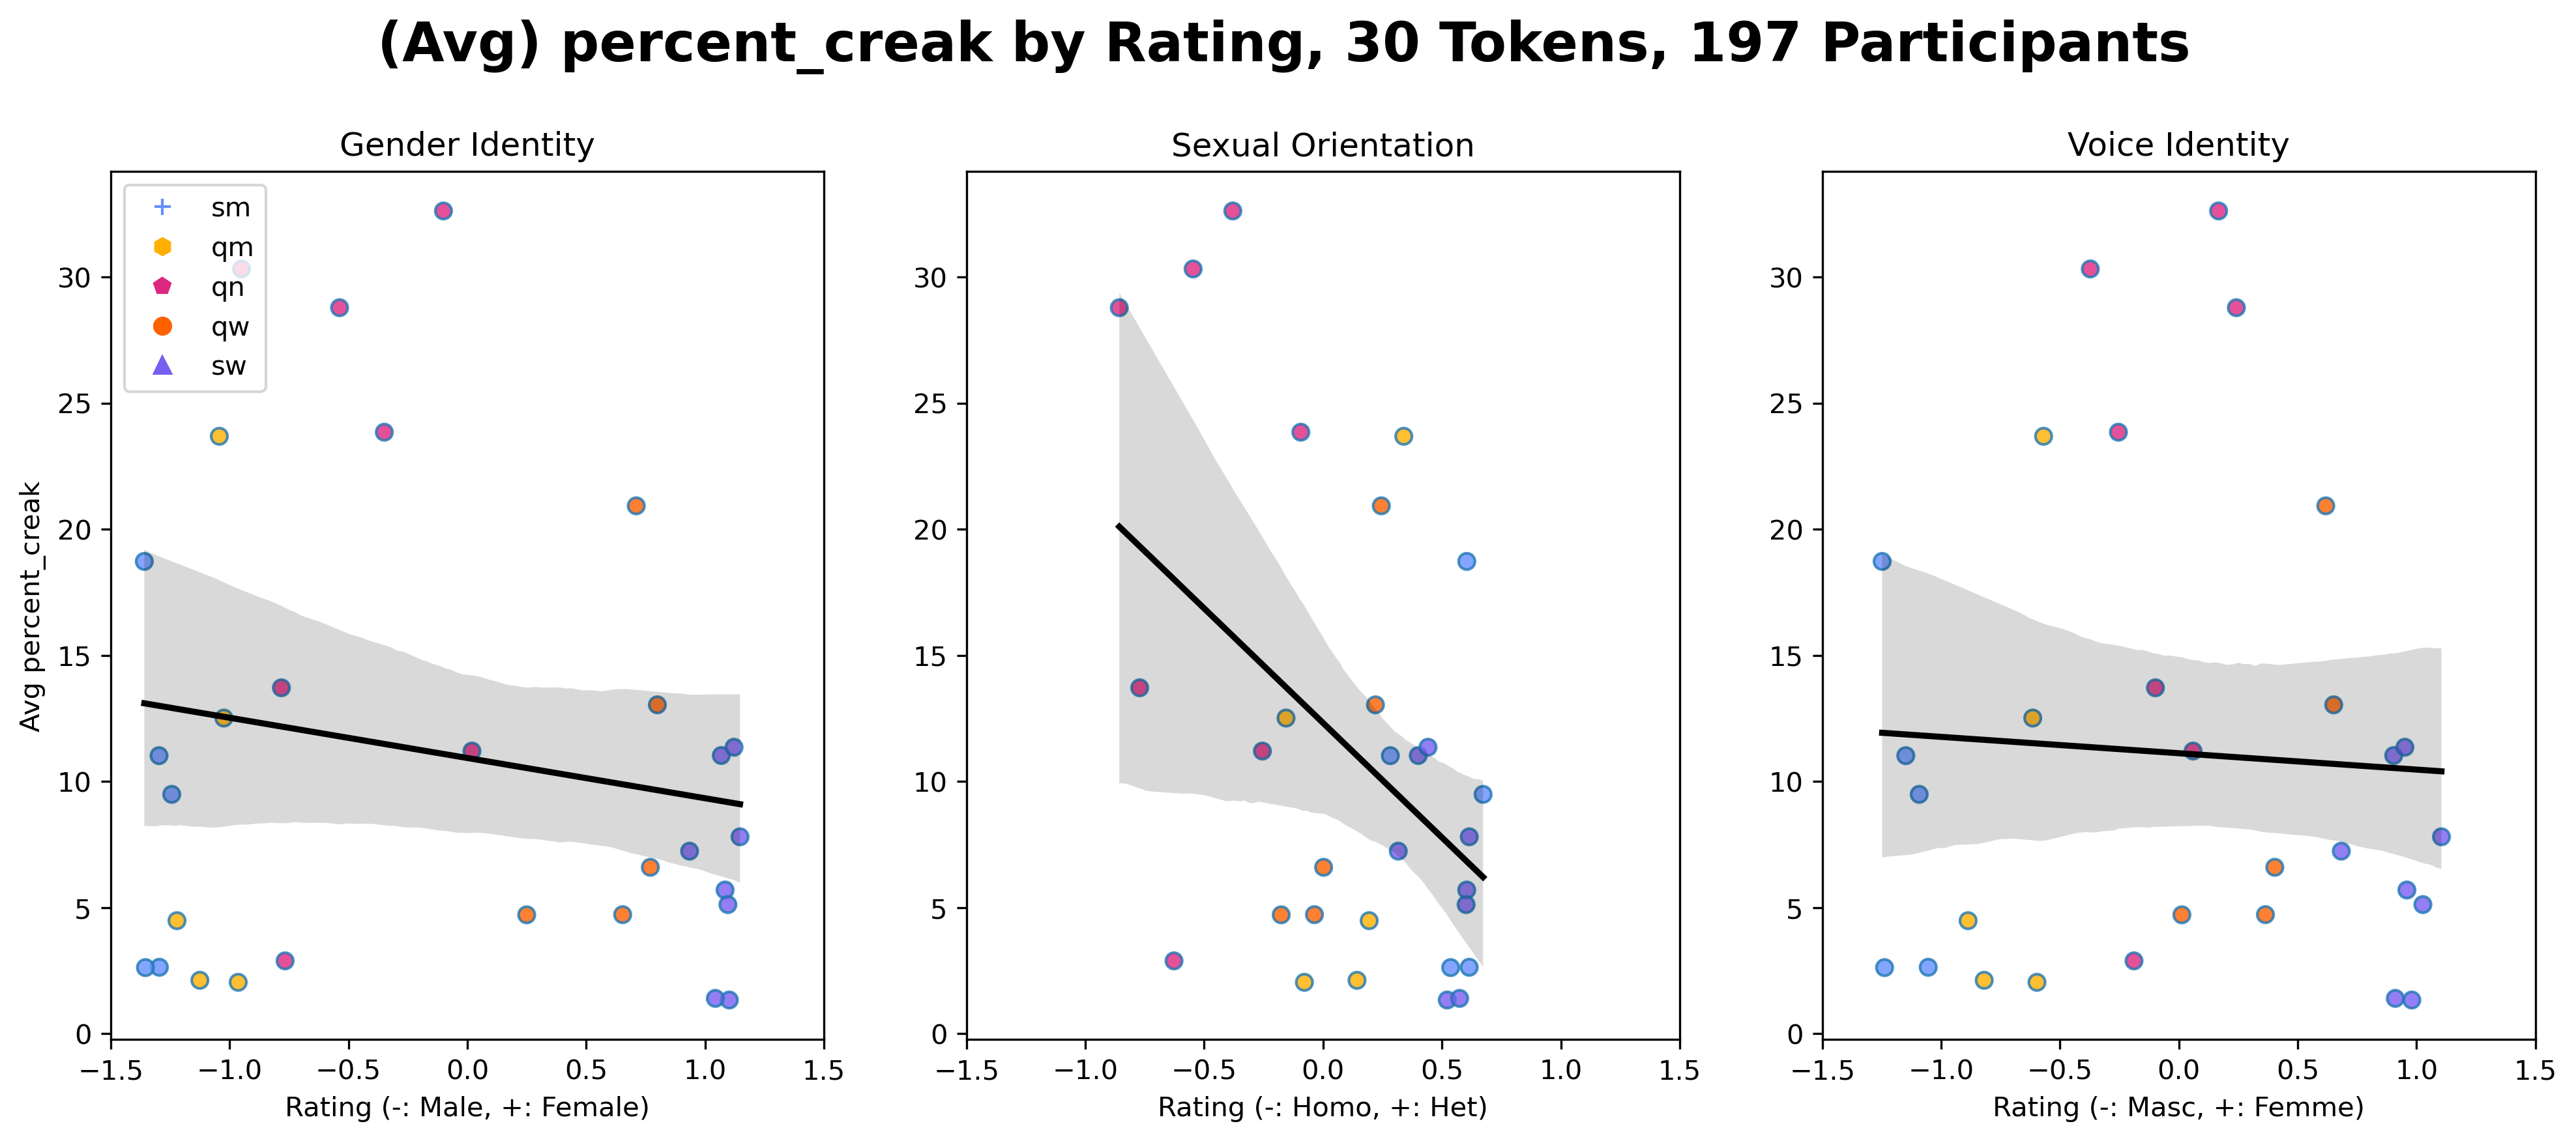 (Avg) percent_creak by Rating, 30 Tokens, 197 Participants
Gender Identity
Sexual Orientation
Voice Identity
sm
qm
qn
qw
sw
Avg percent_creak
30
25
20
15
10
5
0
−1.5 −1.0 −0.5 0.0 0.5 1.0 1.5
Rating (-: Male, +: Female)
30
25
20
15
10
5
0
−1.5 −1.0 −0.5 0.0 0.5 1.0 1.5
Rating (-: Homo, +: Het)
30
25
20
15
10
5
0
−1.5 −1.0 −0.5 0.0 0.5 1.0 1.5
Rating (-: Masc, +: Femme)